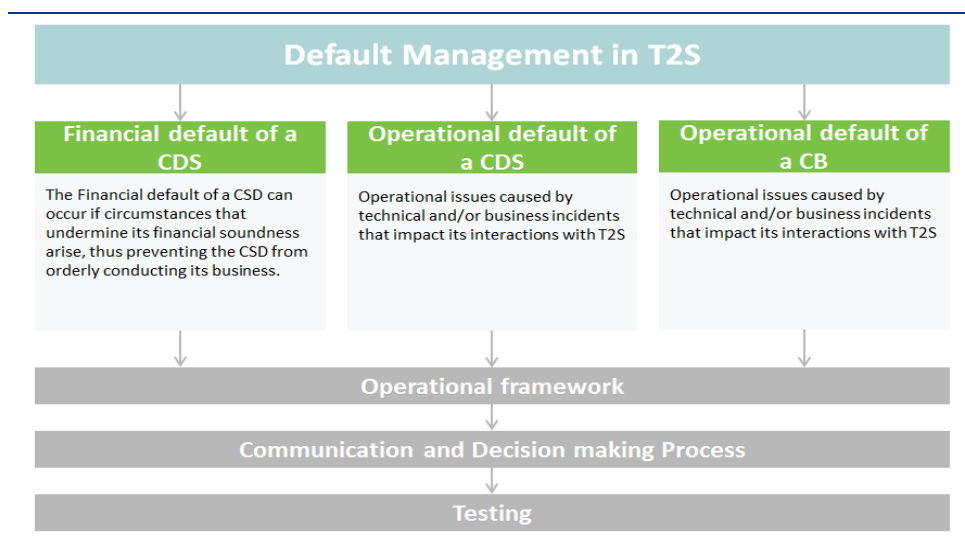 Default Management in T2S
Financial default of a
CDS
The Financial default of a CSD can
occur if circumstances that
undermine its financial soundness
arise, thus preventing the CSD from
orderly conducting its business.
Operational default of
a CDS
Operational issues caused by
technical and/or business incidents
that impact its interactions with T2S
Operational default of
a CB
Operational issues caused by
technical and/or business incidents
that impact its interactions with T2S
Operational framework
Communication and Decision making Process
Testing